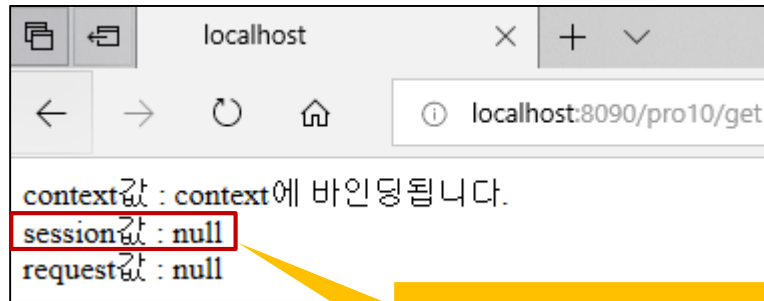 localhost
localhost:8090/pro10/get
context값 : context에 바인딩됩니다.
session값 : null
request값 : null